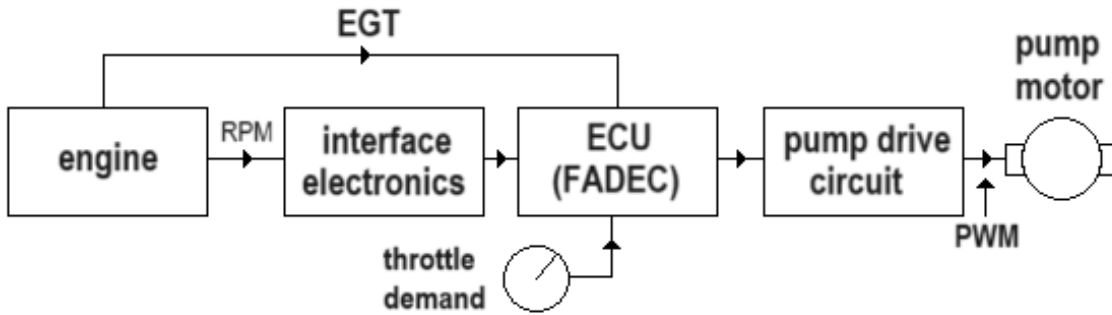 EGT
pump
motor
engine
RPM
interface
electronics
ECU
(FADEC)
pump drive
circuit
PWM
throttle
demand